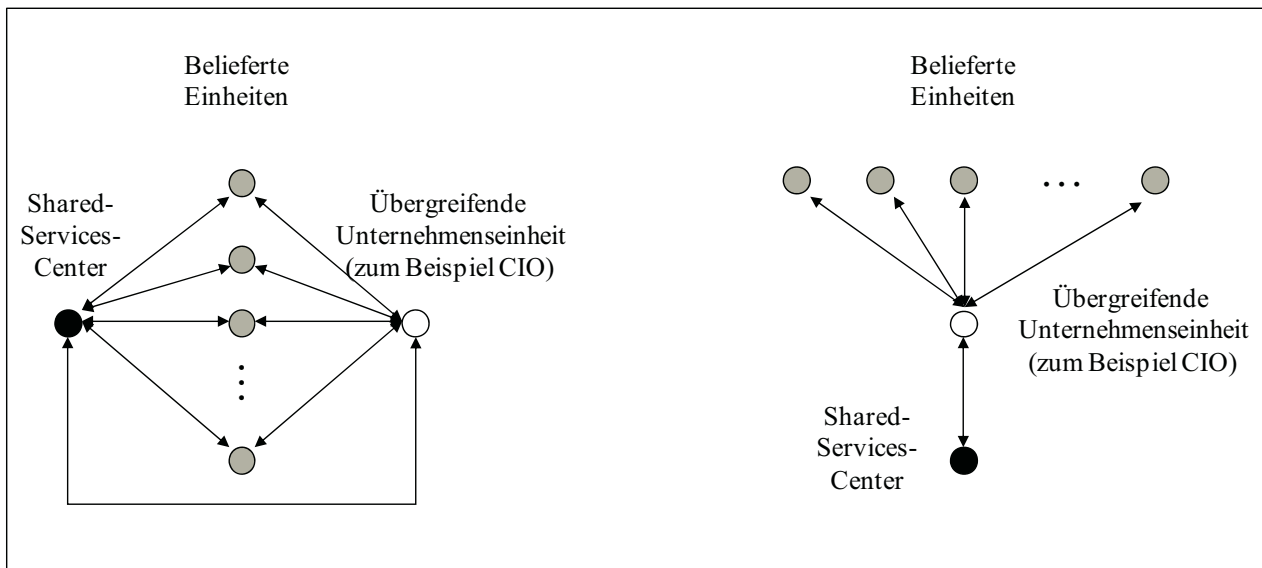 Belieferte
Einheiten
Shared-
Services-
Center
Übergreifende
Unternehmenseinheit
(zum Beispiel CIO)
Belieferte
Einheiten
Übergreifende
Unternehmenseinheit
(zum Beispiel CIO)
Shared-
Services-
Center